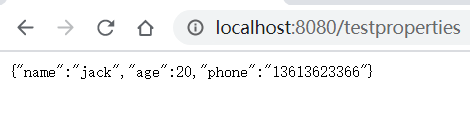 localhost:8080/testproperties
{"name":"jack","age":20,"phone":"13613623366"}